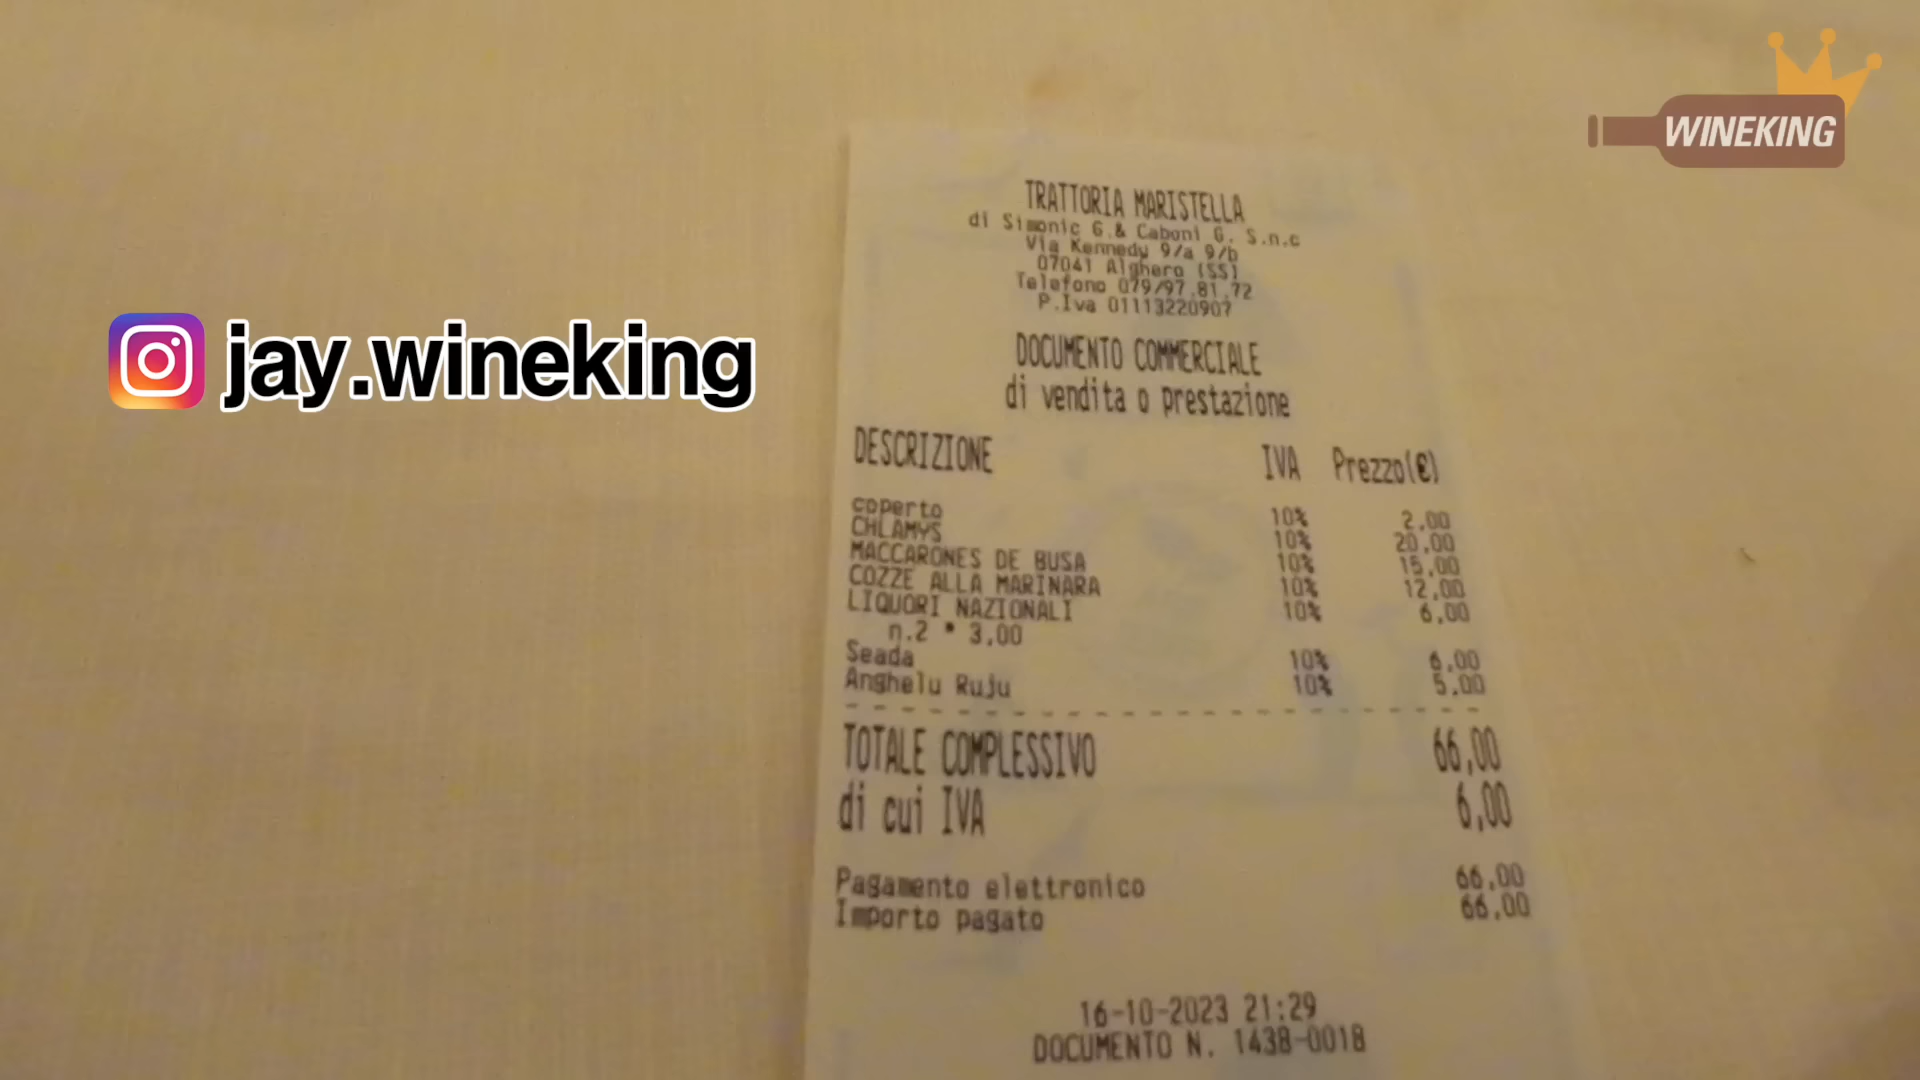 WINEKING
jay.wineking
TRATTORIA MARISTELLA
di Simonic G.& Caboni G. S.n.c
Via Kennedy 9/a 9/b
07041 Alghero (SS)
Telefono 079/97.81.72
P.Iva 01113220907
DOCUMENTO COMMERCIALE
di vendita o prestazione
DESCRIZIONE IVA Prezzo(€)
coperto 10% 2,00
CHLAMYS 10% 20,00
MACCARONES DE BUSA 10% 15,00
COZZE ALLA MARINARA 10% 12,00
LIQUORI NAZIONALI 10% 6,00
n.2 * 3,00
Seada 10% 6,00
Anghelu Ruju 10% 5,00
TOTALE COMPLESSIVO 66,00
di cui IVA 6,00
Pagamento elettronico 66,00
Importo pagato 66,00
16-10-2023 21:29
DOCUMENTO N. 1438-0018